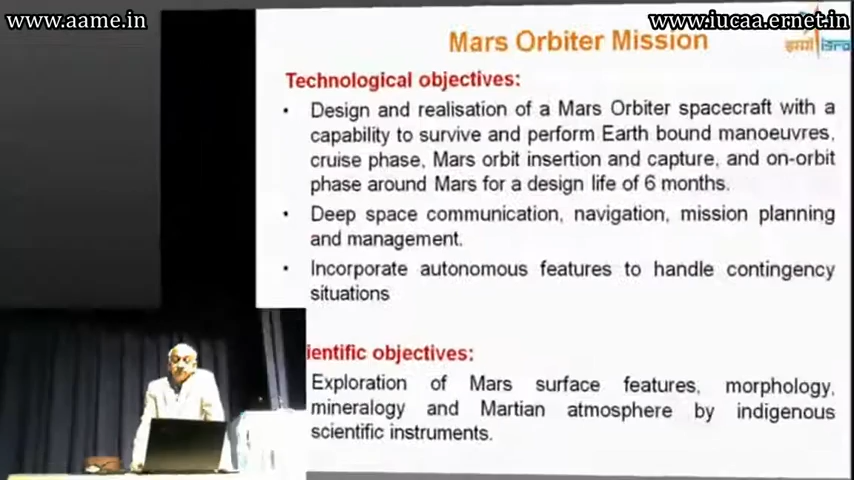 www.aame.in
www.iucaa.ernet.in
Mars Orbiter Mission
इसरो isro
Technological objectives:
• Design and realisation of a Mars Orbiter spacecraft with a
capability to survive and perform Earth bound manoeuvres,
cruise phase, Mars orbit insertion and capture, and on-orbit
phase around Mars for a design life of 6 months.
• Deep space communication, navigation, mission planning
and management.
• Incorporate autonomous features to handle contingency
situations
ientific objectives:
Exploration of Mars surface features, morphology,
mineralogy and Martian atmosphere by indigenous
scientific instruments.